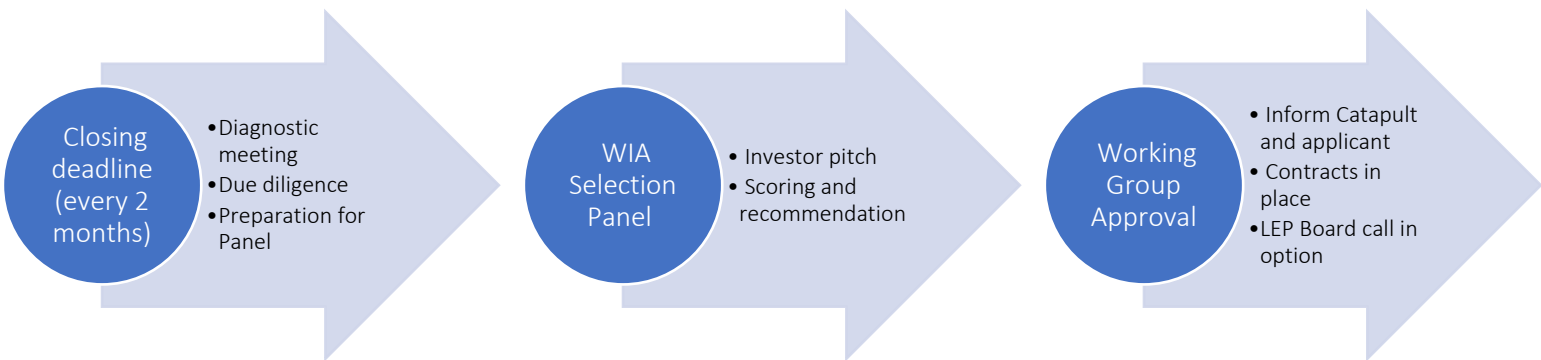 Closing
deadline
(every 2
months)
•Diagnostic
meeting
•Due diligence
•Preparation for
Panel
WIA
Selection
Panel
• Investor pitch
• Scoring and
recommendation
Working
Group
Approval
• Inform Catapult
and applicant
• Contracts in
place
•LEP Board call in
option